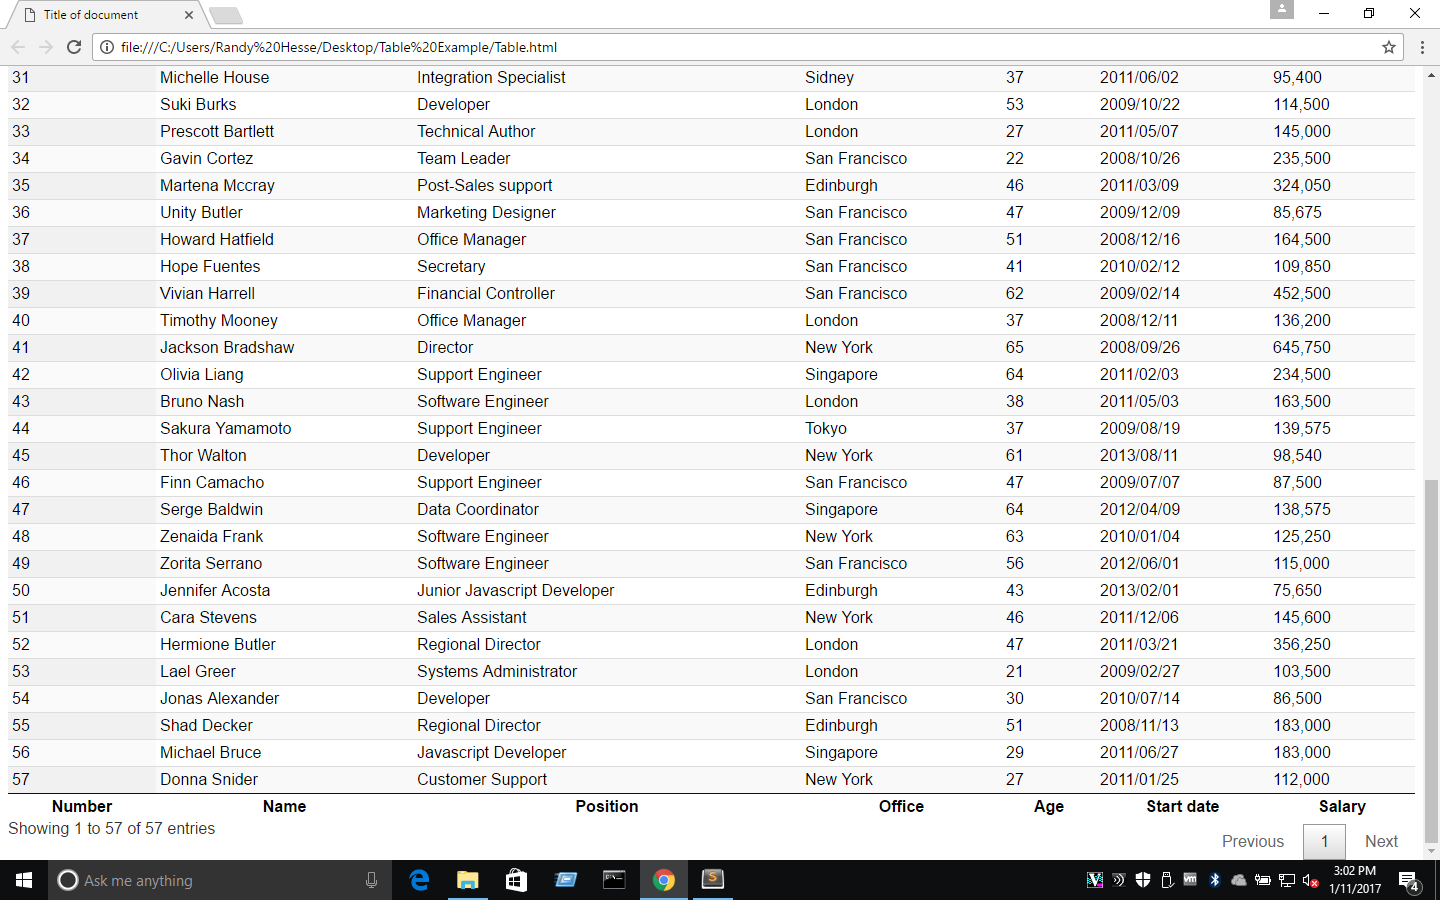 Title of document
file:///C:/Users/Randy%20Hesse/Desktop/Table%20Example/Table.html
31 Michelle House Integration Specialist Sidney 37 2011/06/02 95,400
32 Suki Burks Developer London 53 2009/10/22 114,500
33 Prescott Bartlett Technical Author London 27 2011/05/07 145,000
34 Gavin Cortez Team Leader San Francisco 22 2008/10/26 235,500
35 Martena Mccray Post-Sales support Edinburgh 46 2011/03/09 324,050
36 Unity Butler Marketing Designer San Francisco 47 2009/12/09 85,675
37 Howard Hatfield Office Manager San Francisco 51 2008/12/16 164,500
38 Hope Fuentes Secretary San Francisco 41 2010/02/12 109,850
39 Vivian Harrell Financial Controller San Francisco 62 2009/02/14 452,500
40 Timothy Mooney Office Manager London 37 2008/12/11 136,200
41 Jackson Bradshaw Director New York 65 2008/09/26 645,750
42 Olivia Liang Support Engineer Singapore 64 2011/02/03 234,500
43 Bruno Nash Software Engineer London 38 2011/05/03 163,500
44 Sakura Yamamoto Support Engineer Tokyo 37 2009/08/19 139,575
45 Thor Walton Developer New York 61 2013/08/11 98,540
46 Finn Camacho Support Engineer San Francisco 47 2009/07/07 87,500
47 Serge Baldwin Data Coordinator Singapore 64 2012/04/09 138,575
48 Zenaida Frank Software Engineer New York 63 2010/01/04 125,250
49 Zorita Serrano Software Engineer San Francisco 56 2012/06/01 115,000
50 Jennifer Acosta Junior Javascript Developer Edinburgh 43 2013/02/01 75,650
51 Cara Stevens Sales Assistant New York 46 2011/12/06 145,600
52 Hermione Butler Regional Director London 47 2011/03/21 356,250
53 Lael Greer Systems Administrator London 21 2009/02/27 103,500
54 Jonas Alexander Developer San Francisco 30 2010/07/14 86,500
55 Shad Decker Regional Director Edinburgh 51 2008/11/13 183,000
56 Michael Bruce Javascript Developer Singapore 29 2011/06/27 183,000
57 Donna Snider Customer Support New York 27 2011/01/25 112,000
Number Name Position Office Age Start date Salary
Showing 1 to 57 of 57 entries
Previous 1 Next
Ask me anything
3:02 PM
1/11/2017
4